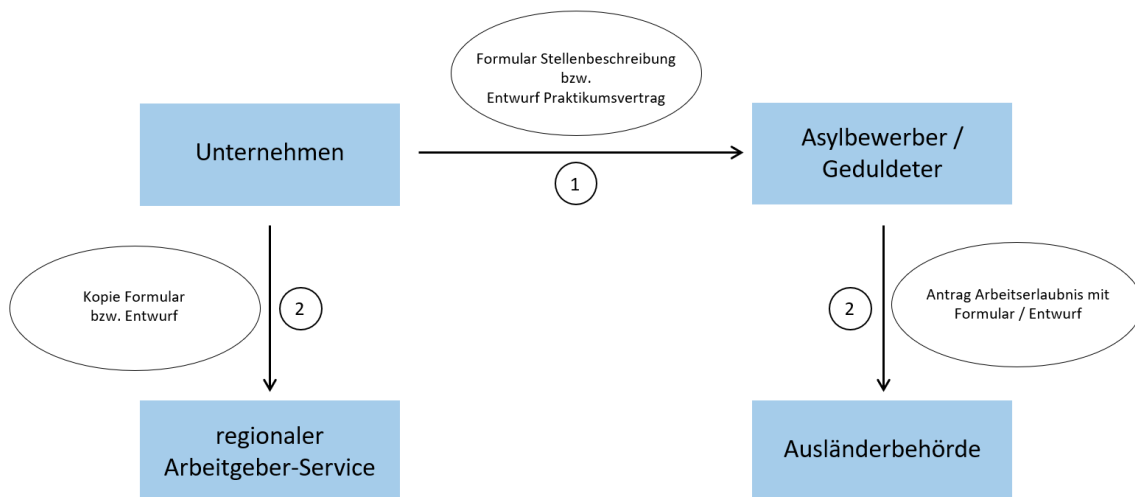 Formular Stellenbeschreibung
bzw.
Entwurf Praktikumsvertrag
Unternehmen
Asylbewerber /
Geduldeter
1
Kopie Formular
bzw. Entwurf
2
2
Antrag Arbeitserlaubnis mit
Formular / Entwurf
regionaler
Arbeitgeber-Service
Ausländerbehörde